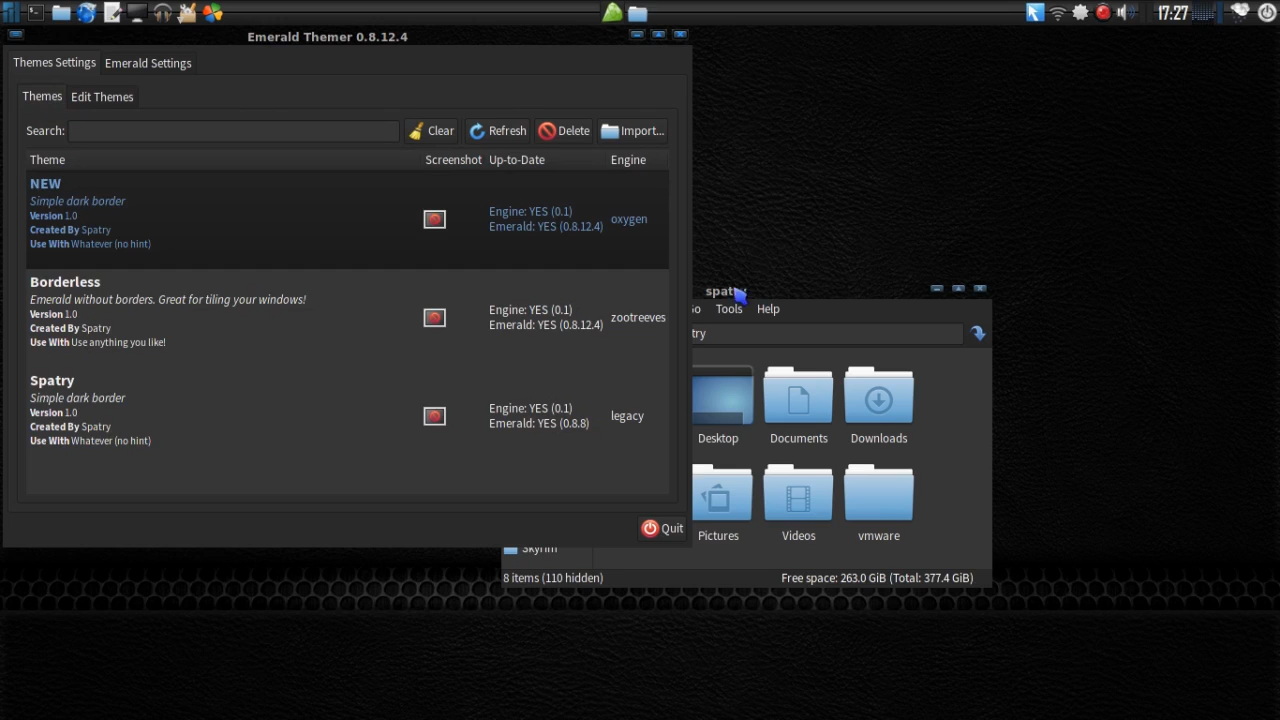 17:27
Emerald Themer 0.8.12.4
Themes Settings Emerald Settings
Themes Edit Themes
Search: Clear Refresh Delete Import...
Theme Screenshot Up-to-Date Engine
NEW
Simple dark border
Version 1.0
Created By Spatry
Use With Whatever (no hint)
Engine: YES (0.1)
Emerald: YES (0.8.12.4)
oxygen
Borderless
Emerald without borders. Great for tiling your windows!
Version 1.0
Created By Spatry
Use With Use anything you like!
Engine: YES (0.1)
Emerald: YES (0.8.12.4)
zootreeves
Spatry
Simple dark border
Version 1.0
Created By Spatry
Use With Whatever (no hint)
Engine: YES (0.1)
Emerald: YES (0.8.8)
legacy
Quit
spatry
Go Tools Help
try
Desktop Documents Downloads
Pictures Videos vmware
Skyrim
8 items (110 hidden) Free space: 263.0 GiB (Total: 377.4 GiB)